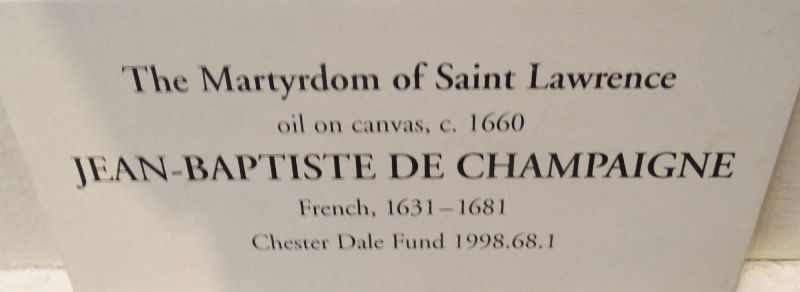 The Martyrdom of Saint Lawrence
oil on canvas, c. 1660
JEAN-BAPTISTE DE CHAMPAIGNE
French, 1631–1681
Chester Dale Fund 1998.68.1